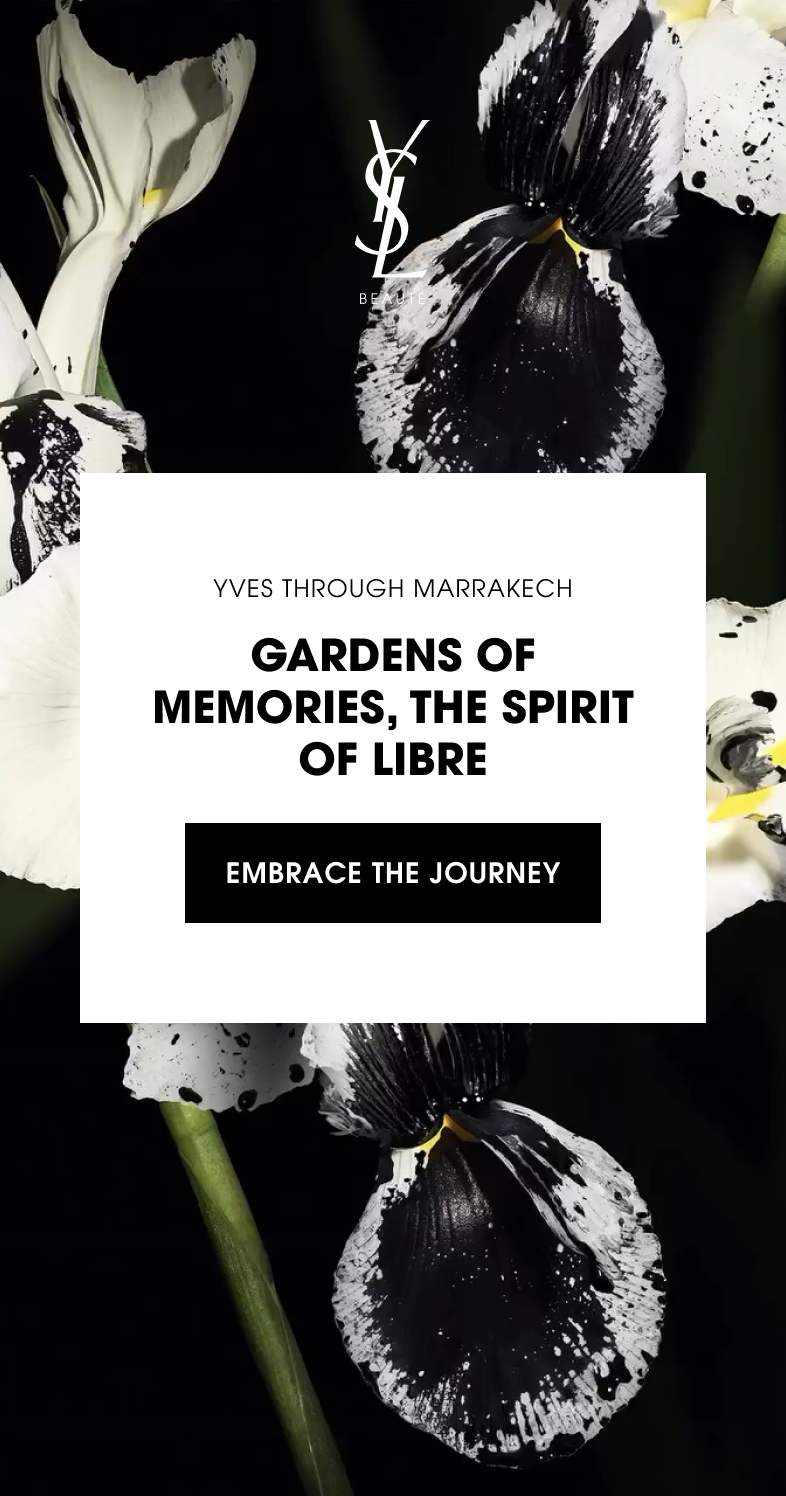 YSL
BEAUTÉ
YVES THROUGH MARRAKECH
GARDENS OF
MEMORIES, THE SPIRIT
OF LIBRE
EMBRACE THE JOURNEY